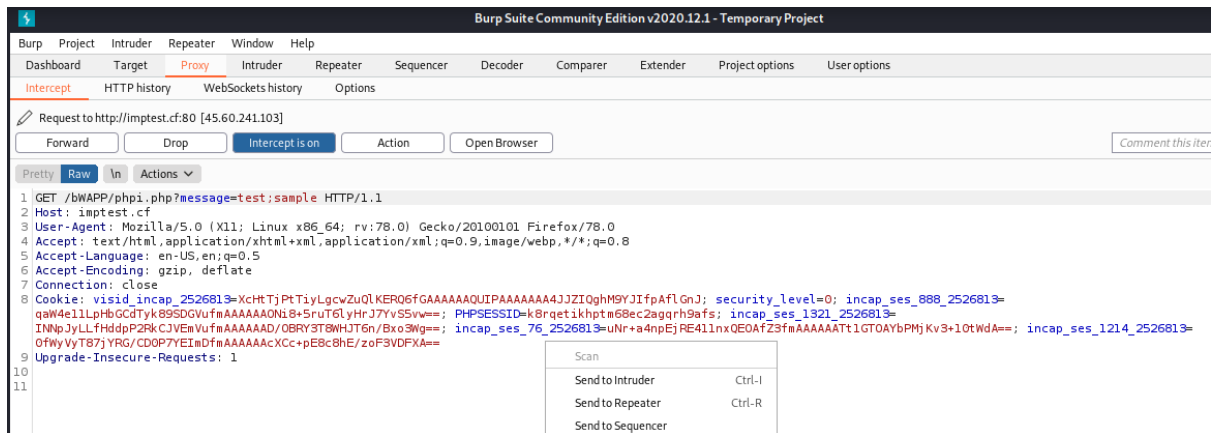 Burp Suite Community Edition v2020.12.1 - Temporary Project
Burp Project Intruder Repeater Window Help
Dashboard Target Proxy Intruder Repeater Sequencer Decoder Comparer Extender Project options User options
Intercept HTTP history WebSockets history Options
Request to http://imptest.cf:80 [45.60.241.103]
Forward Drop Intercept is on Action Open Browser Comment this item
Pretty Raw \n Actions
1 GET /bWAPP/phpi.php?message=test;sample HTTP/1.1
2 Host: imptest.cf
3 User-Agent: Mozilla/5.0 (X11; Linux x86_64; rv:78.0) Gecko/20100101 Firefox/78.0
4 Accept: text/html,application/xhtml+xml,application/xml;q=0.9,image/webp,*/*;q=0.8
5 Accept-Language: en-US,en;q=0.5
6 Accept-Encoding: gzip, deflate
7 Connection: close
8 Cookie: visid_incap_2526813=XcHtTjPtTiyLgcwZuQlKERQ6fGAAAAAAQUIPAAAAAAA4JJZIQghM9YJIfpAflGnJ; security_level=0; incap_ses_888_2526813=
qaW4e1lLpHbGCdTyk89SDGVufmAAAAAAONi8+5ruT6lyHrJ7YvS5vw==; PHPSESSID=k8rqetikhptm68ec2agqrh9afs; incap_ses_1321_2526813=
INNpJyLLfHddpP2RkCJVEmVufmAAAAAAD/OBRY3T8WHJT6n/Bxo3Wg==; incap_ses_76_2526813=uNr+a4npEjRE4l1nxQEOAfZ3fmAAAAAATt1GTOAYbPMjKv3+lOtWdA==; incap_ses_1214_2526813=
OfWyVyT87jYRG/CD0P7YEImDfmAAAAAAcXCc+pE8c8hE/zoF3VDFXA==
9 Upgrade-Insecure-Requests: 1
10
11
Scan
Send to Intruder Ctrl-I
Send to Repeater Ctrl-R
Send to Sequencer